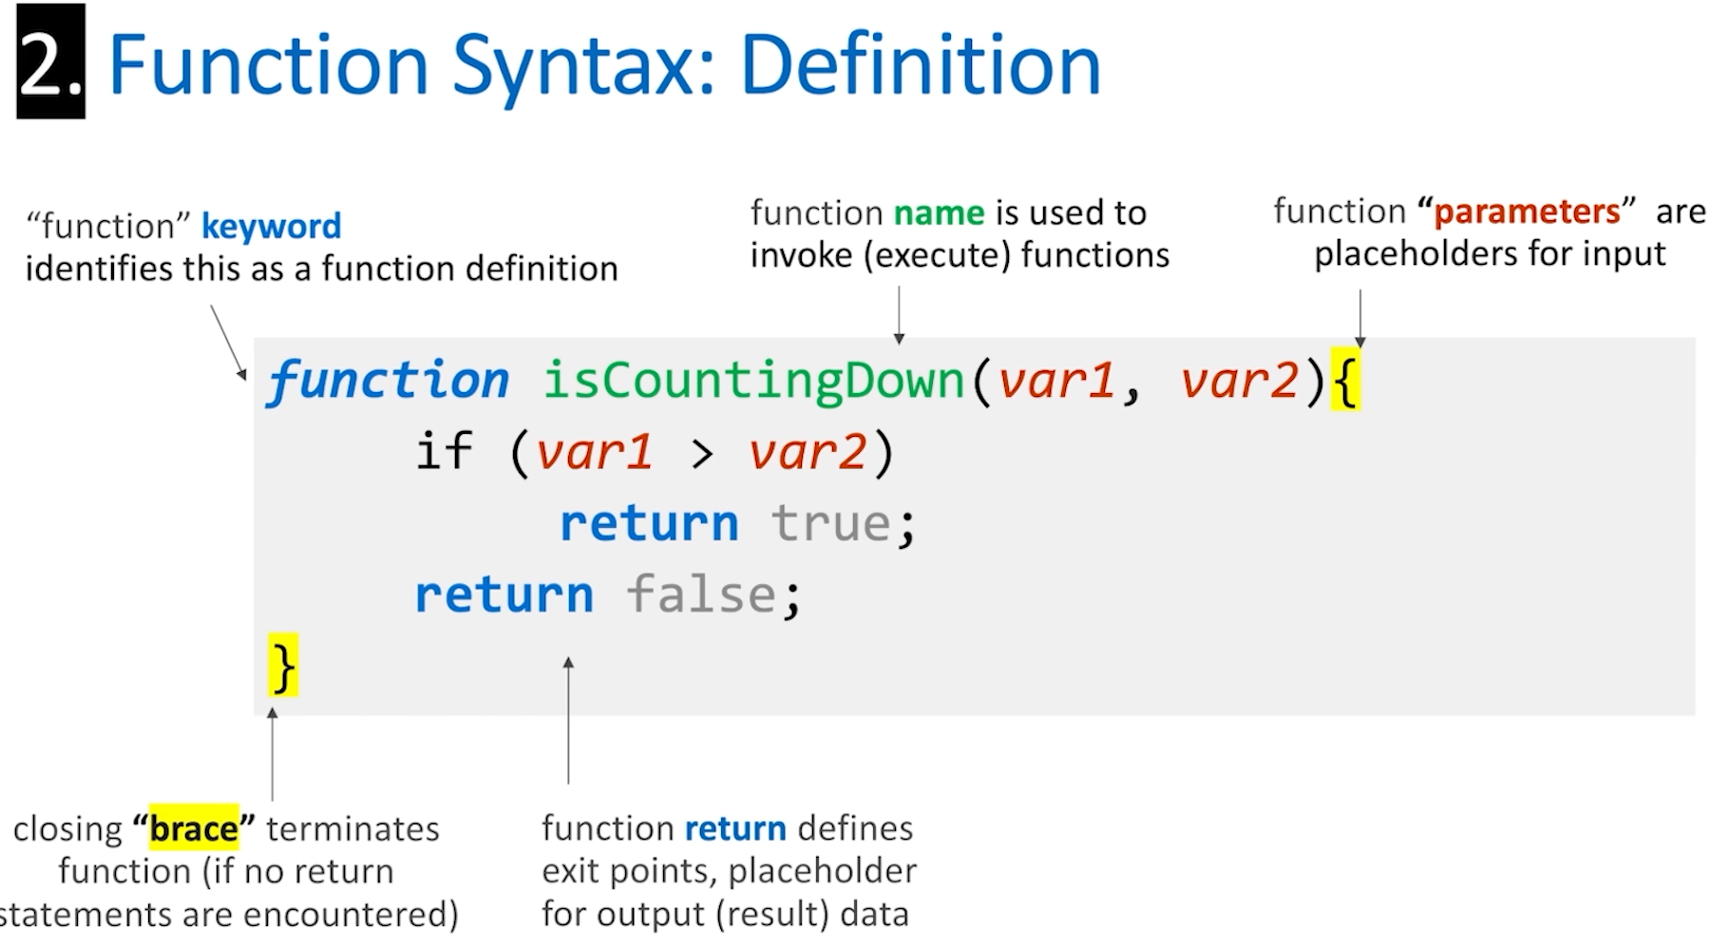 2. Function Syntax: Definition
“function” keyword
identifies this as a function definition
function name is used to
invoke (execute) functions
function “parameters” are
placeholders for input
function isCountingDown(var1, var2){
if (var1 > var2)
return true;
return false;
}
closing “brace” terminates
function (if no return
statements are encountered)
function return defines
exit points, placeholder
for output (result) data